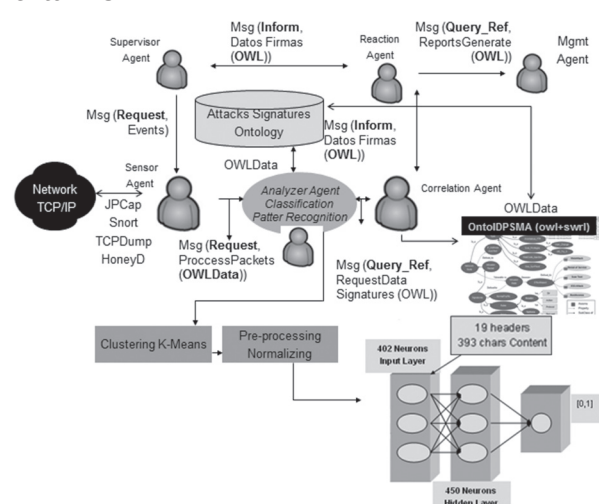 Msg (Inform,
Datos Firmas
(OWL))
Msg (Query_Ref,
ReportsGenerate
(OWL))
Supervisor
Agent
Reaction
Agent
Mgmt
Agent
Attacks Signatures
Ontology
Msg (Request,
Events)
Msg (Inform,
Datos Firmas
(OWL))
OWLData
Sensor
Agent
Network
TCP/IP
JPCap
Snort
TCPDump
HoneyD
Analyzer Agent
Classification
Patter Recognition
Correlation Agent
OWLData
OntoIDPSMA (owl+swrl)
Msg (Request,
ProccessPackets
(OWLData))
Msg (Query_Ref,
RequestData
Signatures (OWL))
19 headers
393 chars Content
Clustering K-Means
Pre-processing
Normalizing
402 Neurons
Input Layer
[0,1]
450 Neurons
Hidden Layer